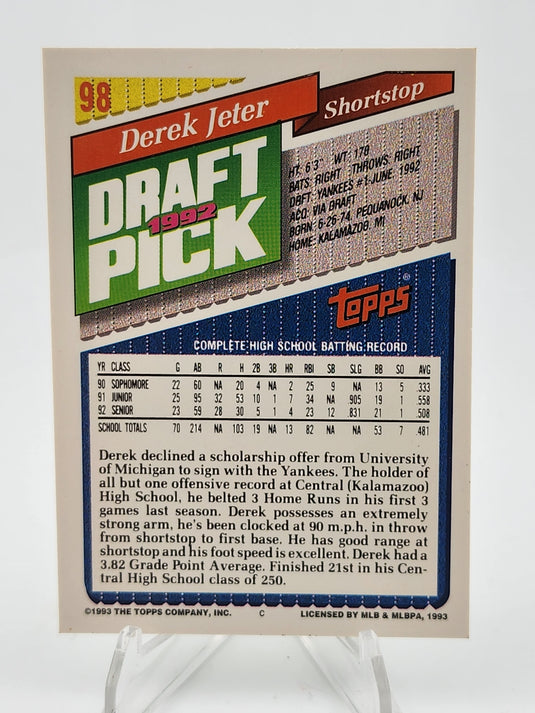 98
Derek Jeter
Shortstop
DRAFT
1992
PICK
HT: 6'3" WT: 178
BATS: RIGHT THROWS: RIGHT
DRFT: YANKEES #1-JUNE, 1992
ACQ: VIA DRAFT
BORN: 6-26-74, PEQUANOCK, NJ
HOME: KALAMAZOO, MI
Topps
®
COMPLETE HIGH SCHOOL BATTING RECORD
YR CLASS G AB R H 2B 3B HR RBI SB SLG BB SO AVG
90 SOPHOMORE 22 60 NA 20 4 NA 2 25 9 NA 13 5 .333
91 JUNIOR 25 95 32 53 10 1 7 34 NA .905 19 1 .558
92 SENIOR 23 59 28 30 5 1 4 23 12 .831 21 1 .508
SCHOOL TOTALS 70 214 NA 103 19 NA 13 82 NA NA 53 7 .481
Derek declined a scholarship offer from University
of Michigan to sign with the Yankees. The holder of
all but one offensive record at Central (Kalamazoo)
High School, he belted 3 Home Runs in his first 3
games last season. Derek possesses an extremely
strong arm, he's been clocked at 90 m.p.h. in throw
from shortstop to first base. He has good range at
shortstop and his foot speed is excellent. Derek had a
3.82 Grade Point Average. Finished 21st in his Cen-
tral High School class of 250.
©1993 THE TOPPS COMPANY, INC. C LICENSED BY MLB & MLBPA, 1993